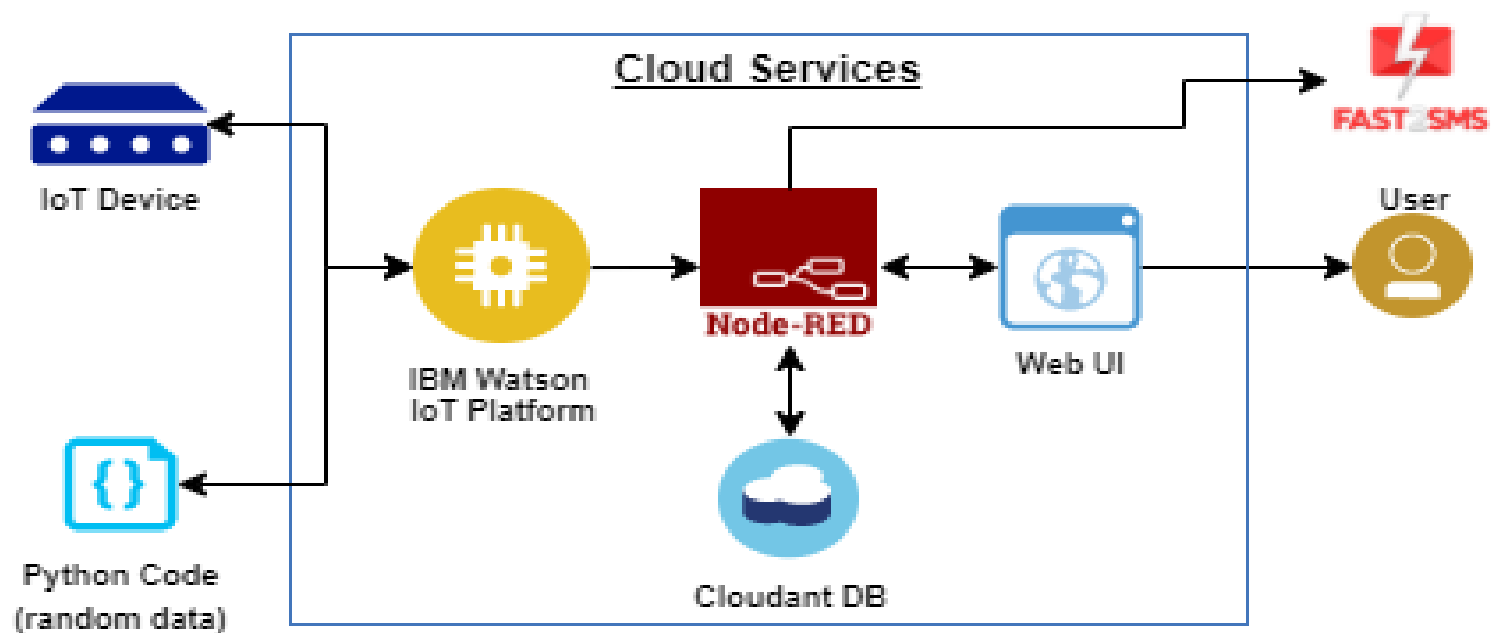 Cloud Services
FAST2SMS
IoT Device
User
Node-RED
Web UI
IBM Watson
IoT Platform
Python Code
(random data)
Cloudant DB